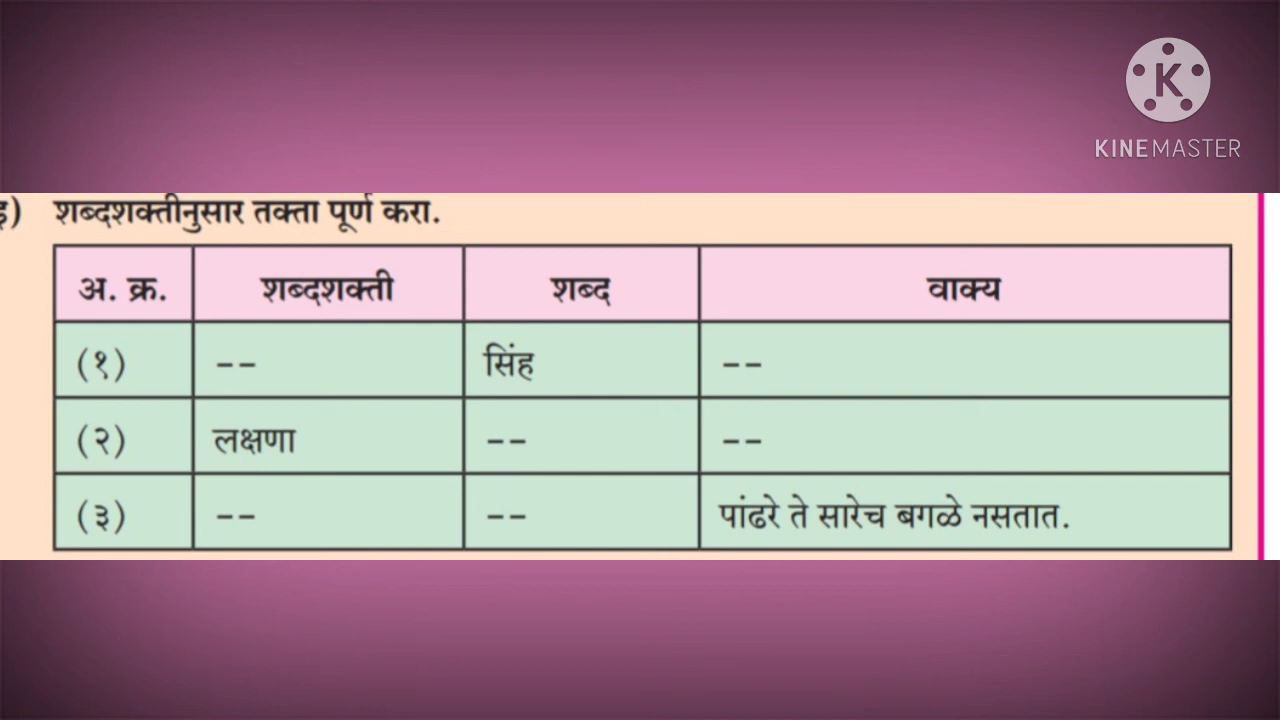 KINEMASTER
इ) शब्दशक्तीनुसार तक्ता पूर्ण करा.
अ. क्र. शब्दशक्ती शब्द वाक्य
(१) -- सिंह --
(२) लक्षणा -- --
(३) -- -- पांढरे ते सारेच बगळे नसतात.